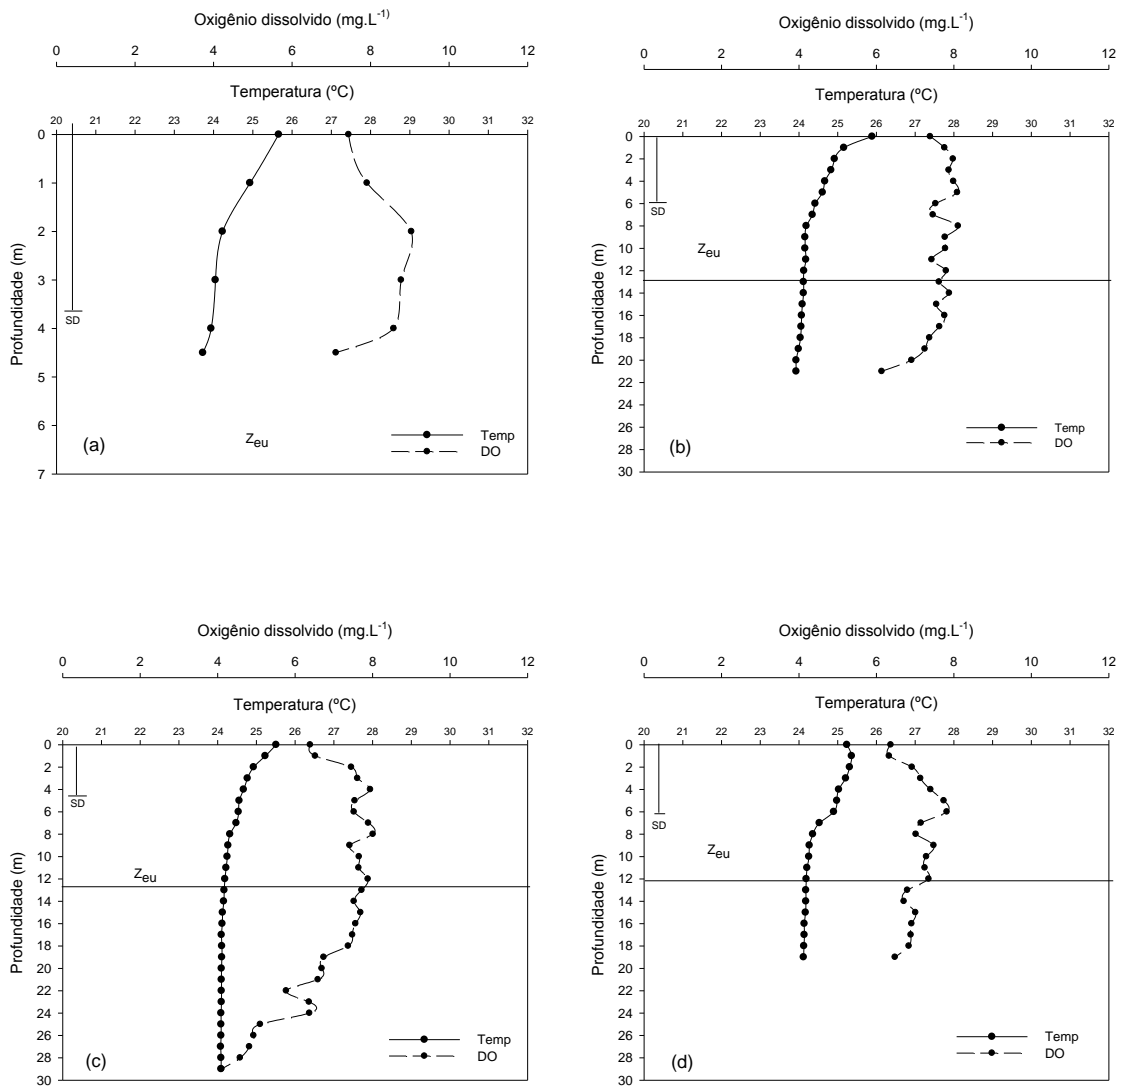 Oxigênio dissolvido (mg.L-1)
0 2 4 6 8 10 12
Temperatura (ºC)
20 21 22 23 24 25 26 27 28 29 30 31 32
Profundidade (m)
0
1
2
3
4
5
6
7
SD
Zeu
(a)
Temp
DO
Oxigênio dissolvido (mg.L-1)
0 2 4 6 8 10 12
Temperatura (ºC)
20 21 22 23 24 25 26 27 28 29 30 31 32
Profundidade (m)
0
2
4
6
8
10
12
14
16
18
20
22
24
26
28
30
SD
Zeu
(b)
Temp
DO
Oxigênio dissolvido (mg.L-1)
0 2 4 6 8 10 12
Temperatura (ºC)
20 21 22 23 24 25 26 27 28 29 30 31 32
Profundidade (m)
0
2
4
6
8
10
12
14
16
18
20
22
24
26
28
30
SD
Zeu
(c)
Temp
DO
Oxigênio dissolvido (mg.L-1)
0 2 4 6 8 10 12
Temperatura (ºC)
20 21 22 23 24 25 26 27 28 29 30 31 32
Profundidade (m)
0
2
4
6
8
10
12
14
16
18
20
22
24
26
28
30
SD
Zeu
(d)
Temp
DO